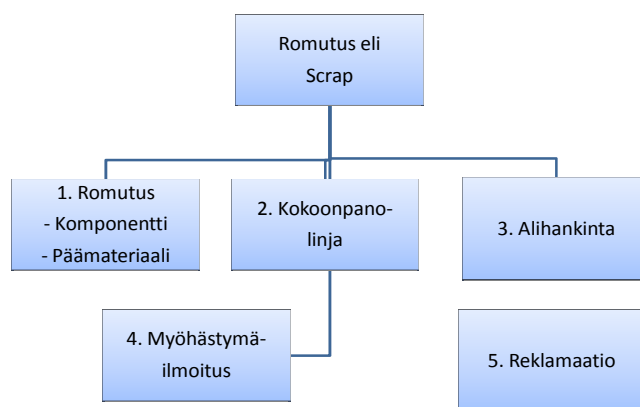 Romutus eli
Scrap
1. Romutus
- Komponentti
- Päämateriaali
2. Kokoonpano-
linja
3. Alihankinta
4. Myöhästymä-
ilmoitus
5. Reklamaatio